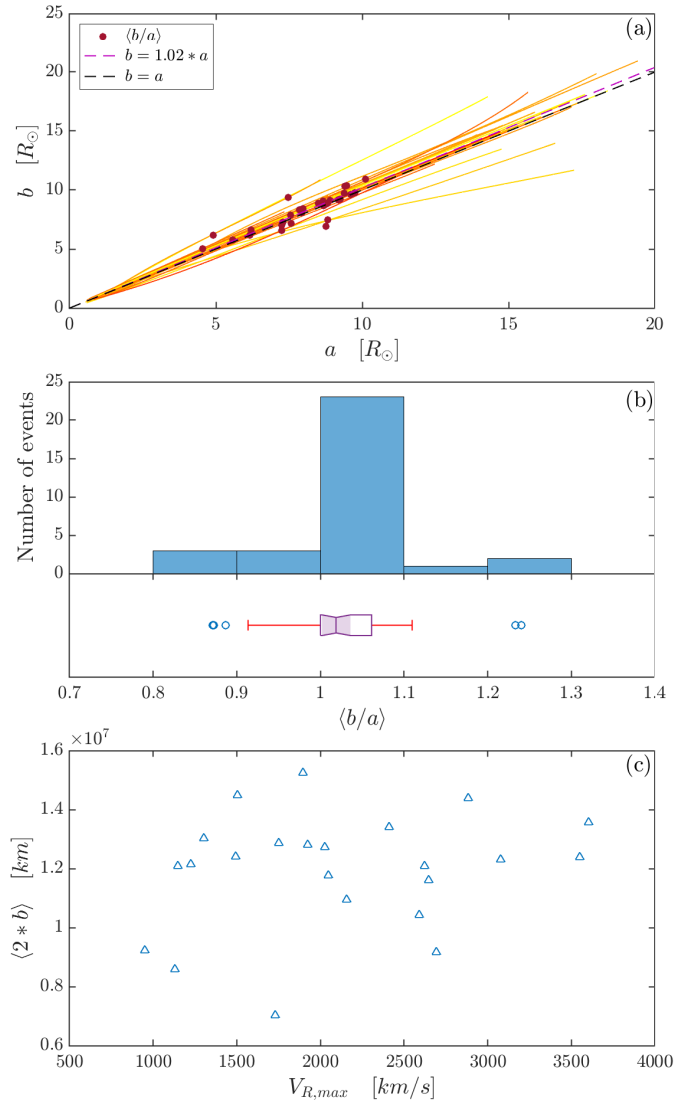 25
20
15
10
5
0
b [R⊙]
(a)
⟨b/a⟩
b = 1.02 * a
b = a
0 5 10 15 20
a [R⊙]
25
20
15
10
5
0
Number of events
(b)
0.7 0.8 0.9 1 1.1 1.2 1.3 1.4
⟨b/a⟩
×10⁷
1.6
1.4
1.2
1
0.8
0.6
⟨2 * b⟩ [km]
(c)
500 1000 1500 2000 2500 3000 3500 4000
V_{R,max} [km/s]